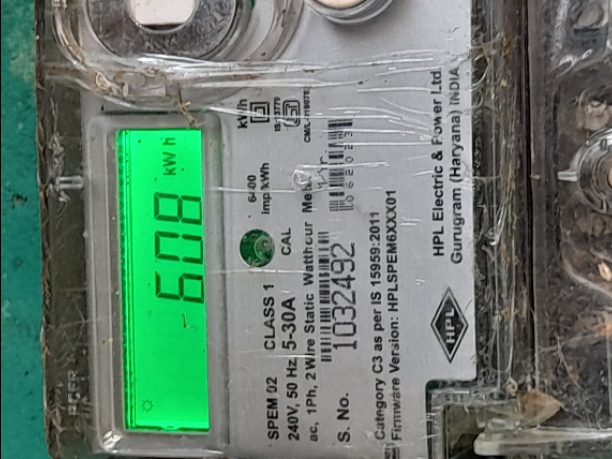 608 kW h
SPEM 02 CLASS 1 6400 kWh
240V, 50 Hz, 5-30A CAL imp/kWh
ac, 1Ph, 2 Wire Static Watthour
S. No. 1032492
Category C3 as per IS 15959:2011
Firmware Version: HPLSPEM6XXX01
HPL
HPL Electric & Power Ltd.
Gurugram (Haryana) INDIA